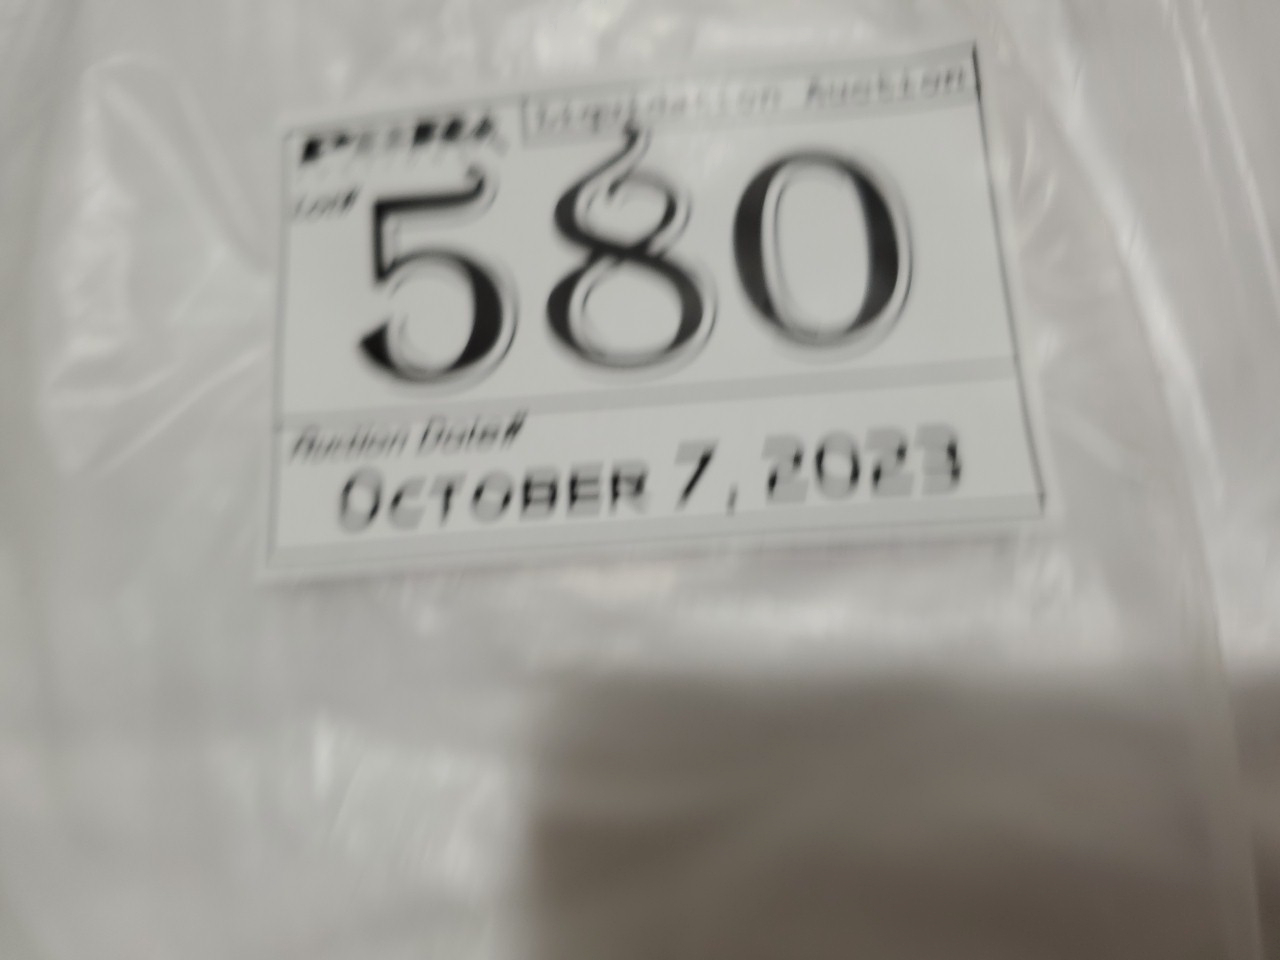 Liquidation Auction
Lot#
580
Auction Date#
OCTOBER 7, 2023